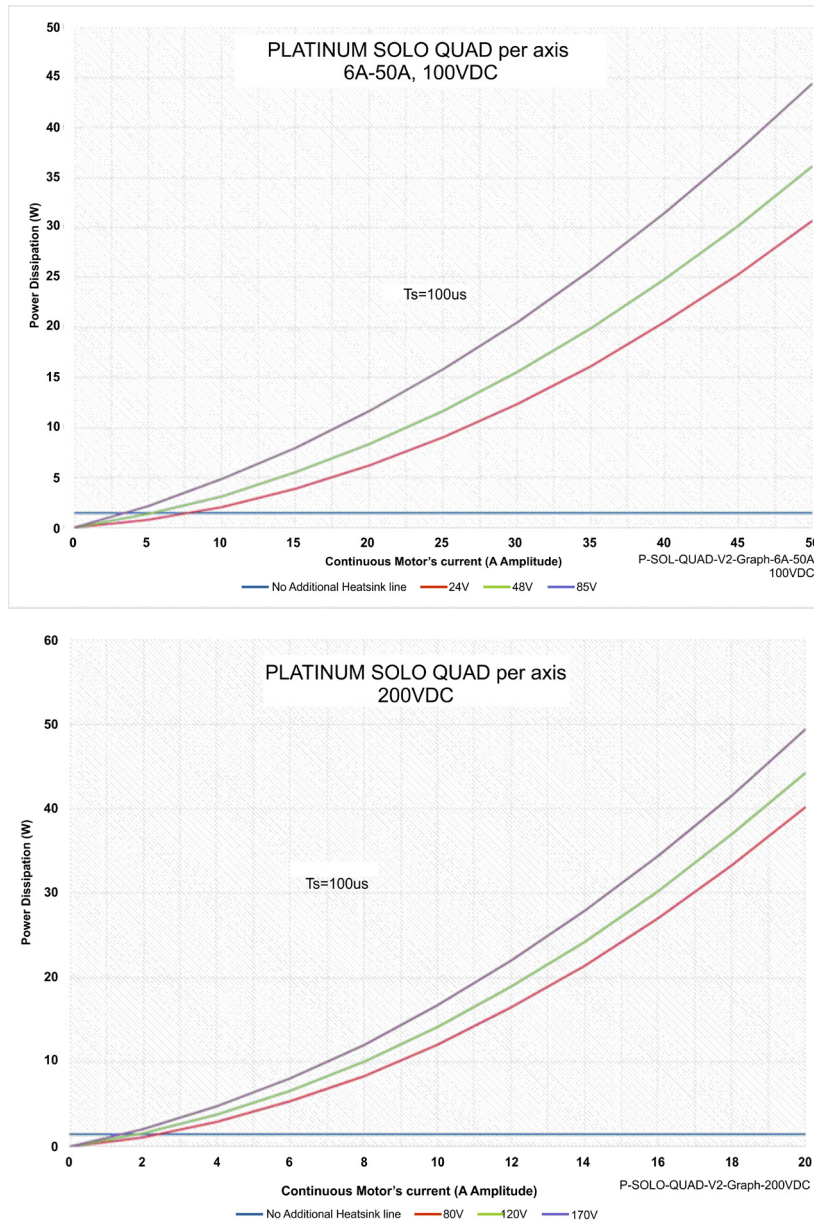 50
PLATINUM SOLO QUAD per axis
6A-50A, 100VDC
45
40
35
30
25
Ts=100us
20
15
10
5
0
Power Dissipation (W)
0 5 10 15 20 25 30 35 40 45 50
Continuous Motor's current (A Amplitude)
P-SOL-QUAD-V2-Graph-6A-50A
100VDC
No Additional Heatsink line 24V 48V 85V
60
PLATINUM SOLO QUAD per axis
200VDC
50
40
Ts=100us
30
20
10
0
Power Dissipation (W)
0 2 4 6 8 10 12 14 16 18 20
Continuous Motor's current (A Amplitude)
P-SOLO-QUAD-V2-Graph-200VDC
No Additional Heatsink line 80V 120V 170V